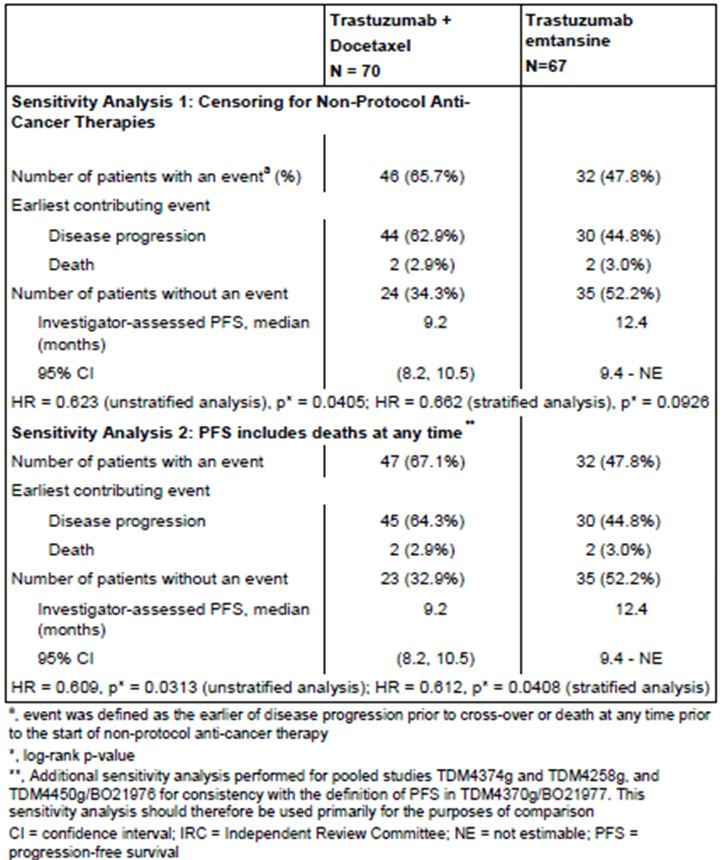 Trastuzumab + Docetaxel N = 70 Trastuzumab emtansine N=67
Sensitivity Analysis 1: Censoring for Non-Protocol Anti-
Cancer Therapies
Number of patients with an eventª (%) 46 (65.7%) 32 (47.8%)
Earliest contributing event
Disease progression 44 (62.9%) 30 (44.8%)
Death 2 (2.9%) 2 (3.0%)
Number of patients without an event 24 (34.3%) 35 (52.2%)
Investigator-assessed PFS, median 9.2 12.4
(months)
95% CI (8.2, 10.5) 9.4 - NE
HR = 0.623 (unstratified analysis), p* = 0.0405; HR = 0.662 (stratified analysis), p* = 0.0926
Sensitivity Analysis 2: PFS includes deaths at any time**
Number of patients with an event 47 (67.1%) 32 (47.8%)
Earliest contributing event
Disease progression 45 (64.3%) 30 (44.8%)
Death 2 (2.9%) 2 (3.0%)
Number of patients without an event 23 (32.9%) 35 (52.2%)
Investigator-assessed PFS, median 9.2 12.4
(months)
95% CI (8.2, 10.5) 9.4 - NE
HR = 0.609, p* = 0.0313 (unstratified analysis); HR = 0.612, p* = 0.0408 (stratified analysis)
ª, event was defined as the earlier of disease progression prior to cross-over or death at any time prior
to the start of non-protocol anti-cancer therapy
*, log-rank p-value
**, Additional sensitivity analysis performed for pooled studies TDM4374g and TDM4258g, and
TDM4450g/BO21976 for consistency with the definition of PFS in TDM4370g/BO21977. This
sensitivity analysis should therefore be used primarily for the purposes of comparison
CI = confidence interval; IRC = Independent Review Committee; NE = not estimable; PFS =
progression-free survival